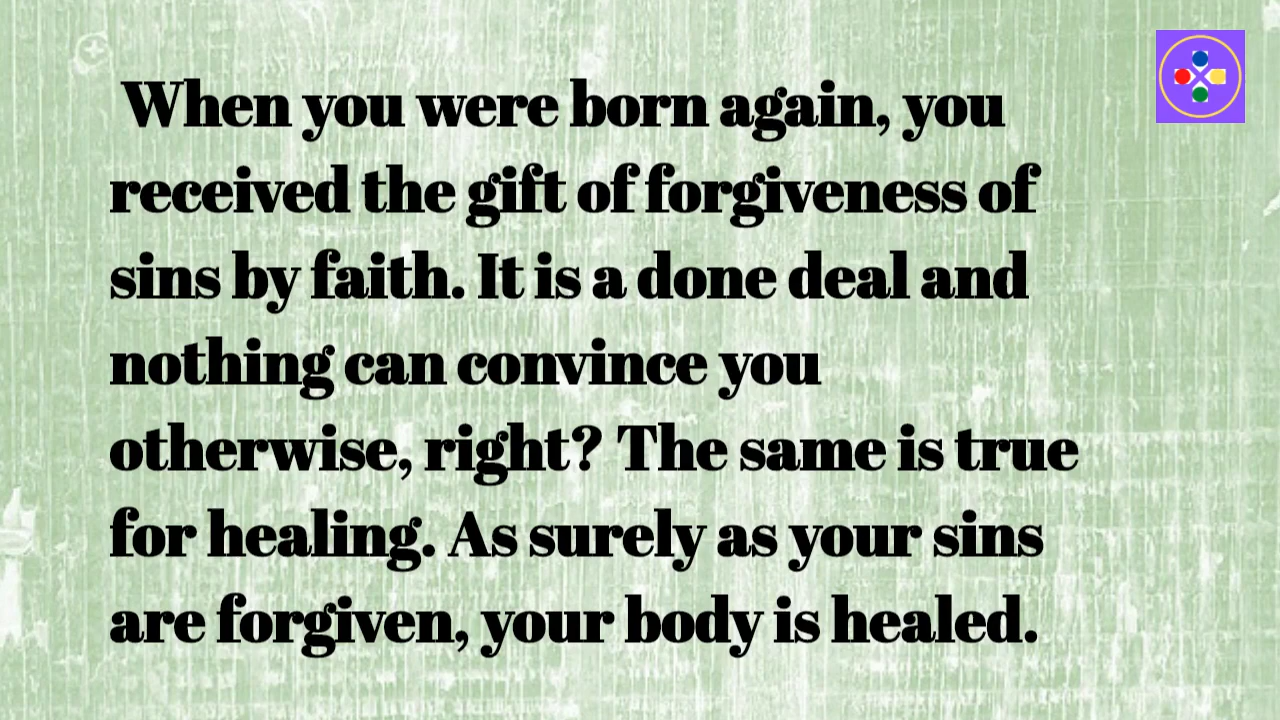 When you were born again, you
received the gift of forgiveness of
sins by faith. It is a done deal and
nothing can convince you
otherwise, right? The same is true
for healing. As surely as your sins
are forgiven, your body is healed.